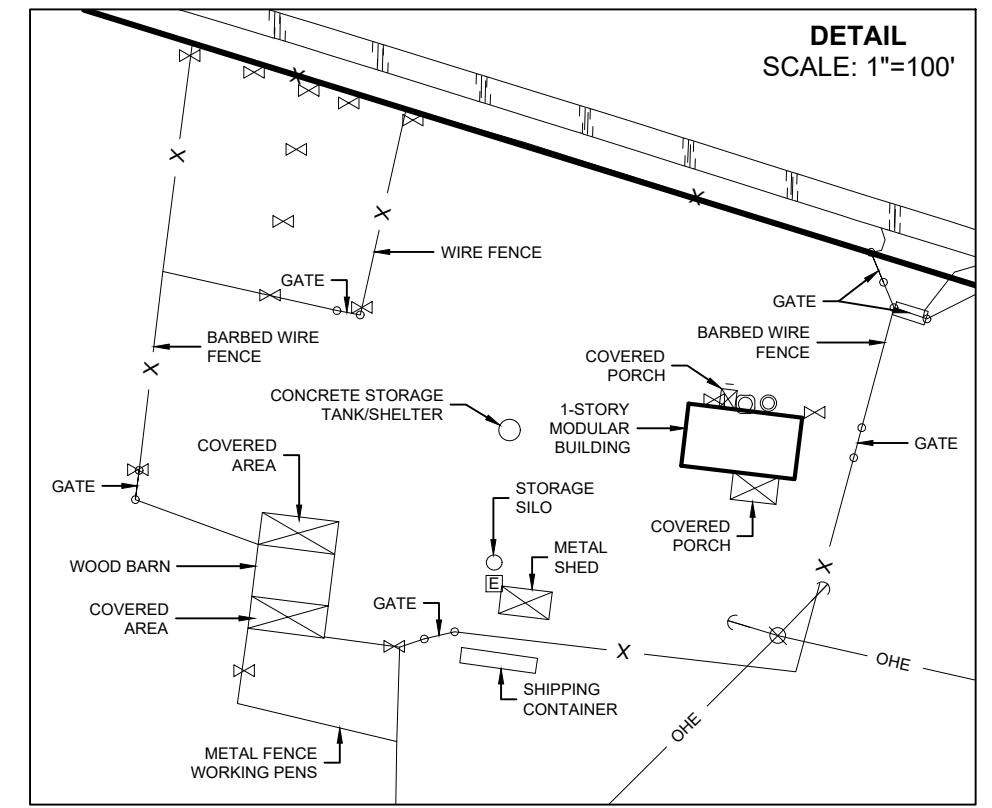 DETAIL
SCALE: 1"=100'
X
X
X
X
WIRE FENCE
GATE
GATE
BARBED WIRE
FENCE
BARBED WIRE
FENCE
X
COVERED
PORCH
CONCRETE STORAGE
TANK/SHELTER
1-STORY
MODULAR
BUILDING
GATE
COVERED
AREA
GATE
STORAGE
SILO
COVERED
PORCH
METAL
SHED
WOOD BARN
E
X
GATE
COVERED
AREA
X
OHE
SHIPPING
CONTAINER
OHE
METAL FENCE
WORKING PENS